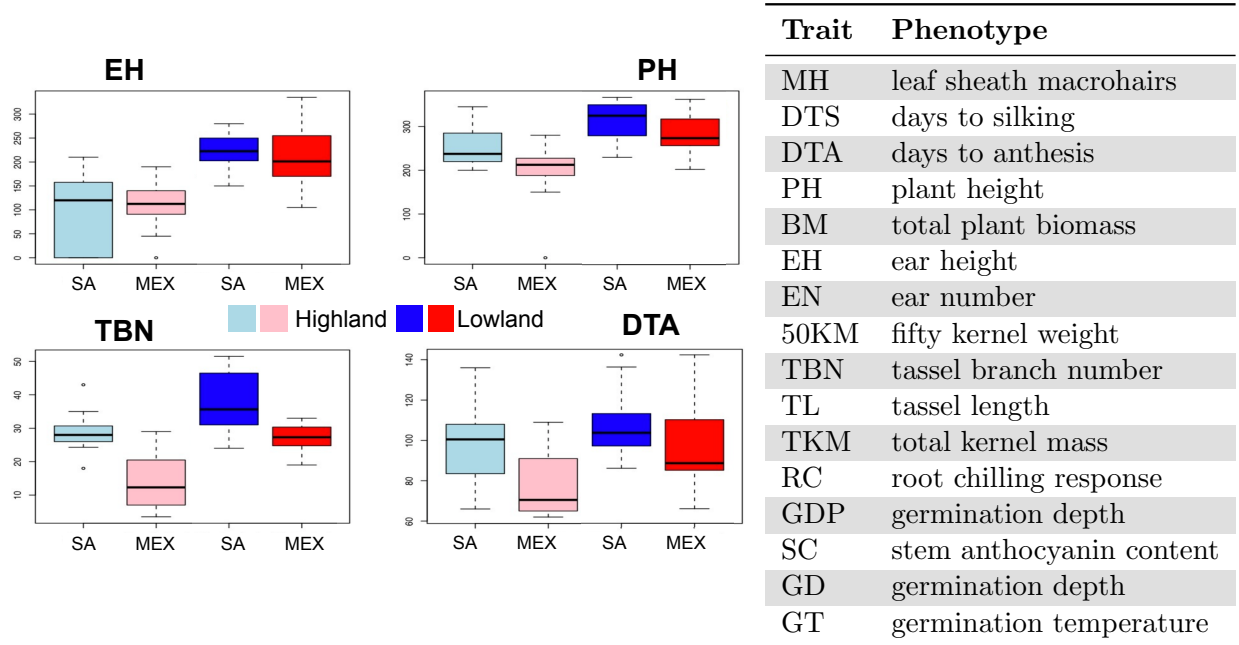 EH
300
250
200
150
100
50
0
SA MEX SA MEX
PH
300
200
100
0
SA MEX SA MEX
Highland Lowland
TBN
50
40
30
20
10
SA MEX SA MEX
DTA
140
120
100
80
60
SA MEX SA MEX
Trait Phenotype
MH leaf sheath macrohairs
DTS days to silking
DTA days to anthesis
PH plant height
BM total plant biomass
EH ear height
EN ear number
50KM fifty kernel weight
TBN tassel branch number
TL tassel length
TKM total kernel mass
RC root chilling response
GDP germination depth
SC stem anthocyanin content
GD germination depth
GT germination temperature